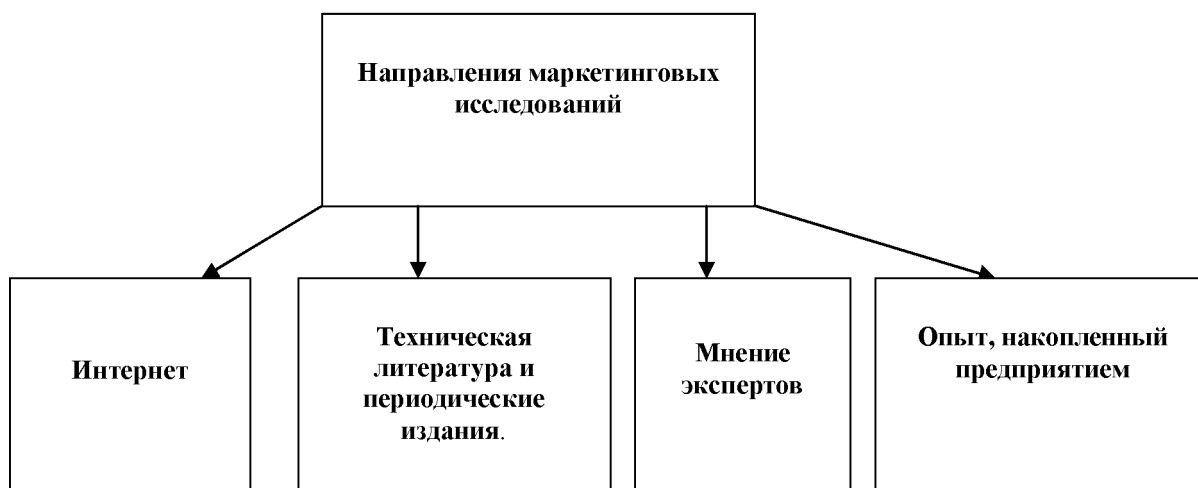 Направления маркетинговых
исследований
Интернет
Техническая
литература и
периодические
издания.
Мнение
экспертов
Опыт, накопленный
предприятием